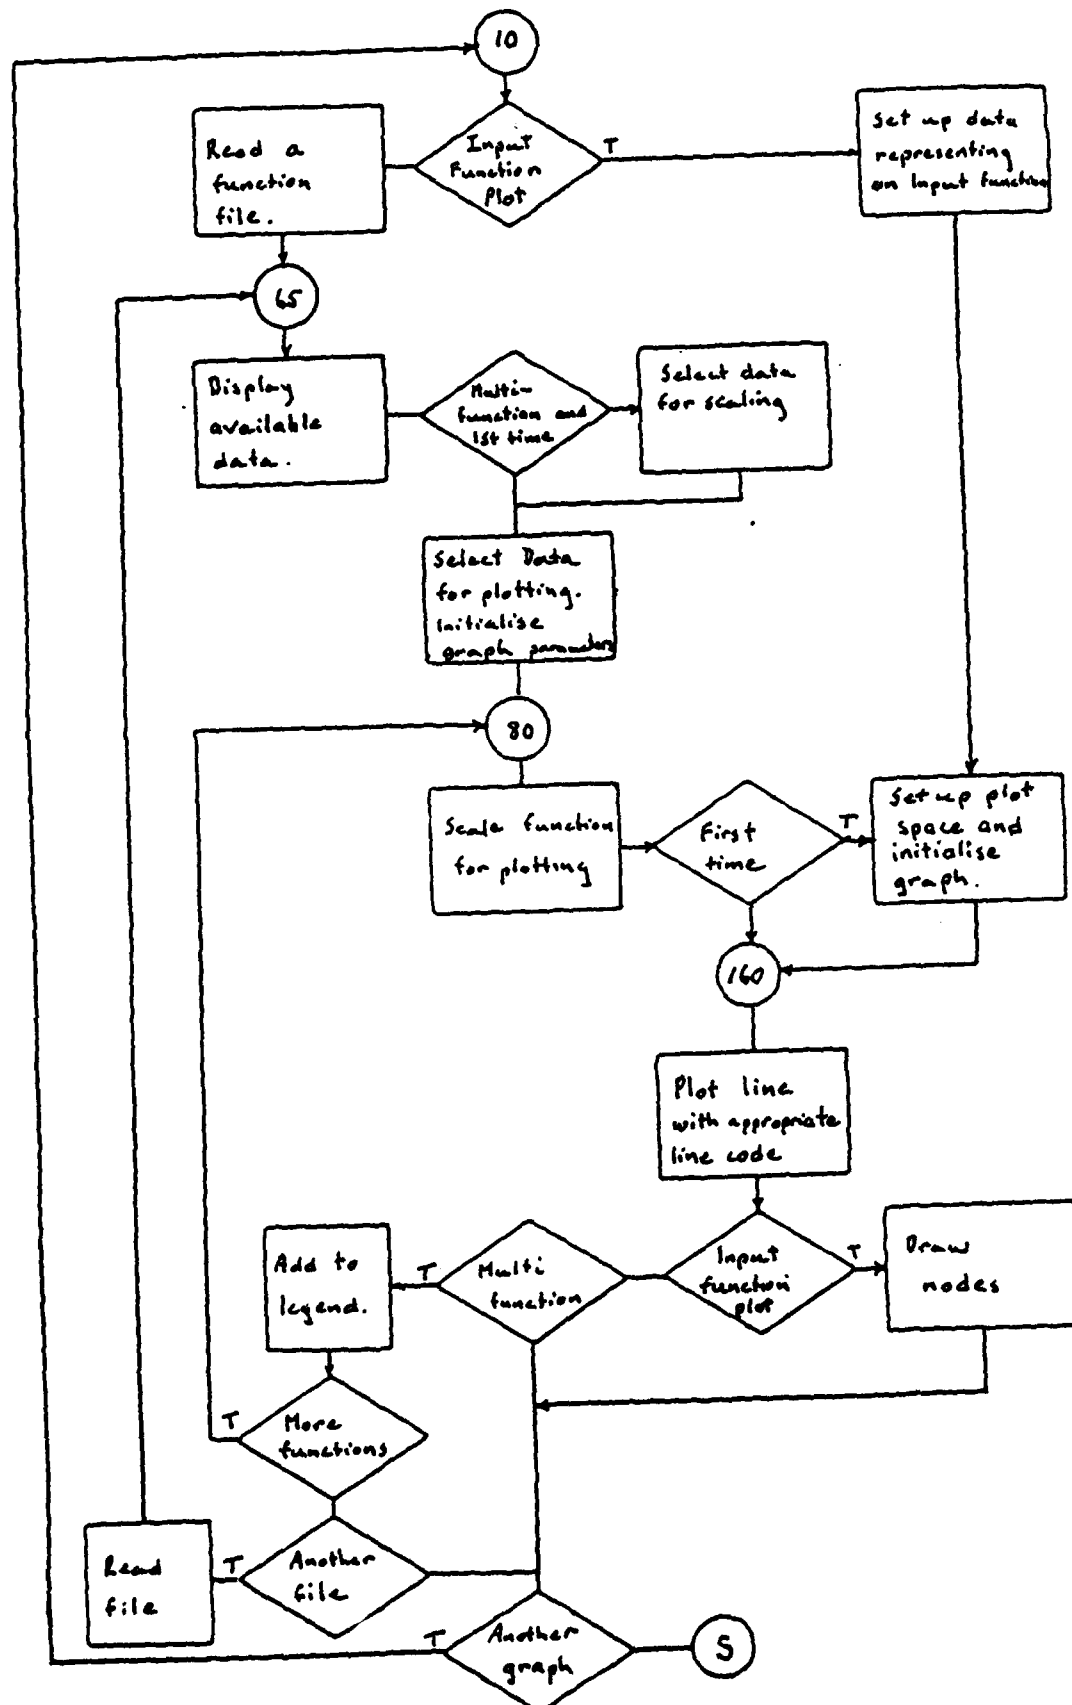 10
Read a
function
file.
Input
Function
Plot
T
Set up data
representing
an Input function
65
Display
available
data.
Multi-
function and
1st time
Select data
for scaling
Select Data
for plotting.
initialise
graph parameters
80
Scale function
for plotting
First
time
T
Set up plot
space and
initialise
graph.
160
Plot line
with appropriate
line code
Add to
legend.
T
Multi
function
Input
function
plot
T
Draw
nodes
T
More
functions
Read
file
T
Another
file
T
Another
graph
S